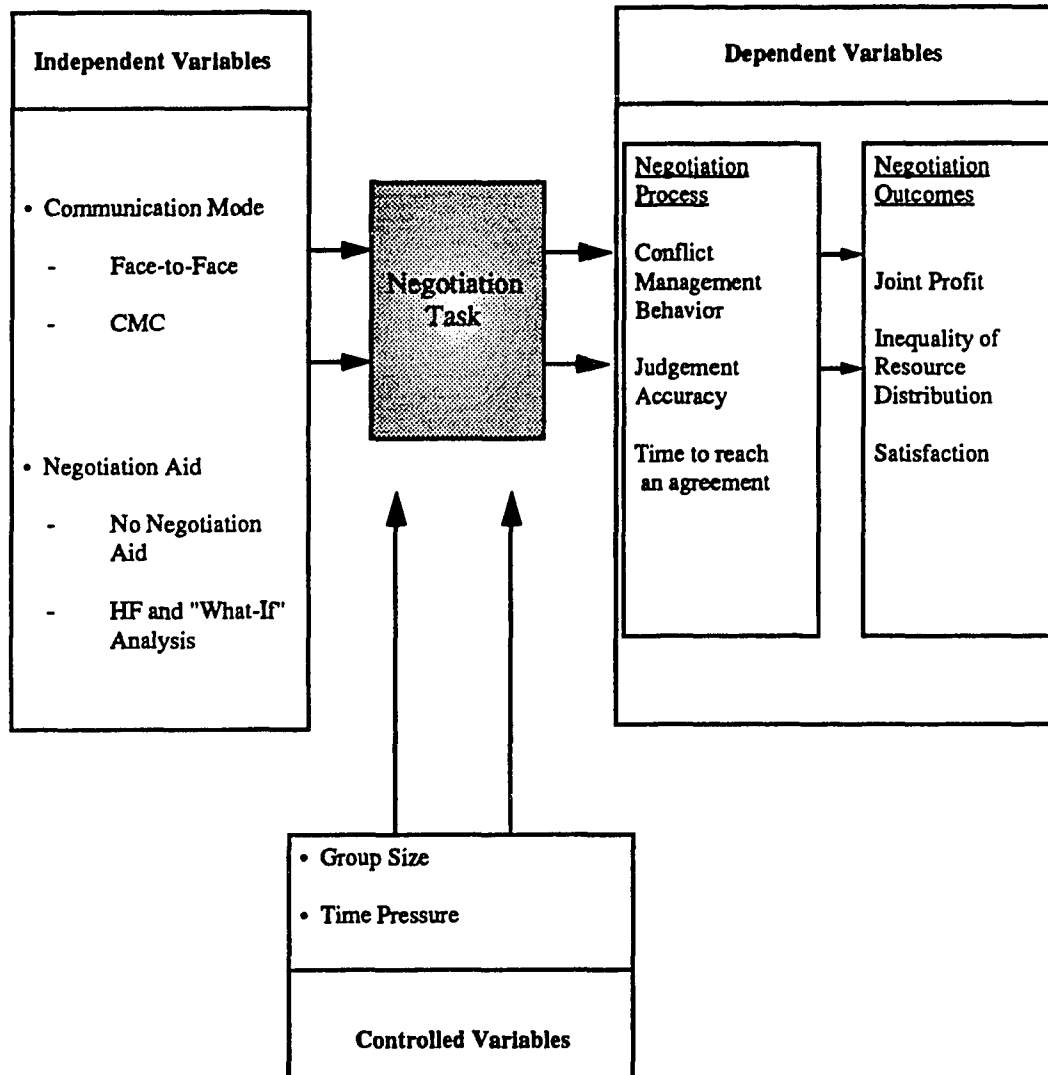 Independent Variables
• Communication Mode
- Face-to-Face
- CMC
• Negotiation Aid
- No Negotiation
Aid
- HF and "What-If"
Analysis
Negotiation
Task
Dependent Variables
Negotiation
Process
Conflict
Management
Behavior
Judgement
Accuracy
Time to reach
an agreement
Negotiation
Outcomes
Joint Profit
Inequality of
Resource
Distribution
Satisfaction
• Group Size
• Time Pressure
Controlled Variables